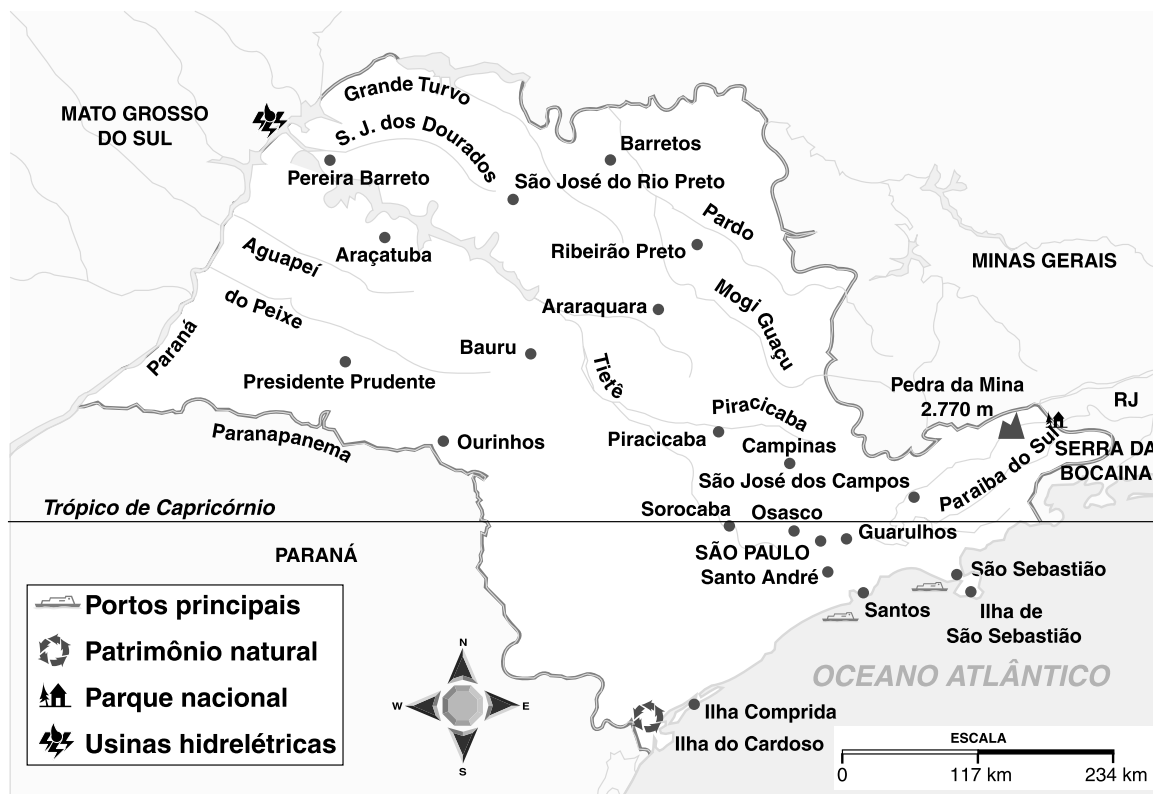 MATO GROSSO
DO SUL
Grande Turvo
S. J. dos Dourados
Barretos
Pereira Barreto
São José do Rio Preto
Pardo
Ribeirão Preto
Araçatuba
Aguapeí
MINAS GERAIS
do Peixe
Araraquara
Mogi Guaçu
Paraná
Bauru
Tietê
Presidente Prudente
Pedra da Mina
2.770 m
RJ
Piracicaba
Paranapanema
Ourinhos
Piracicaba
Campinas
SERRA DA
BOCAINA
São José dos Campos
Paraiba do Sul
Trópico de Capricórnio
Sorocaba
Osasco
Guarulhos
PARANÁ
SÃO PAULO
Santo André
São Sebastião
Santos
Ilha de
São Sebastião
Portos principais
Patrimônio natural
Parque nacional
Usinas hidrelétricas
N
W
E
S
OCEANO ATLÂNTICO
Ilha Comprida
Ilha do Cardoso
ESCALA
0 117 km 234 km